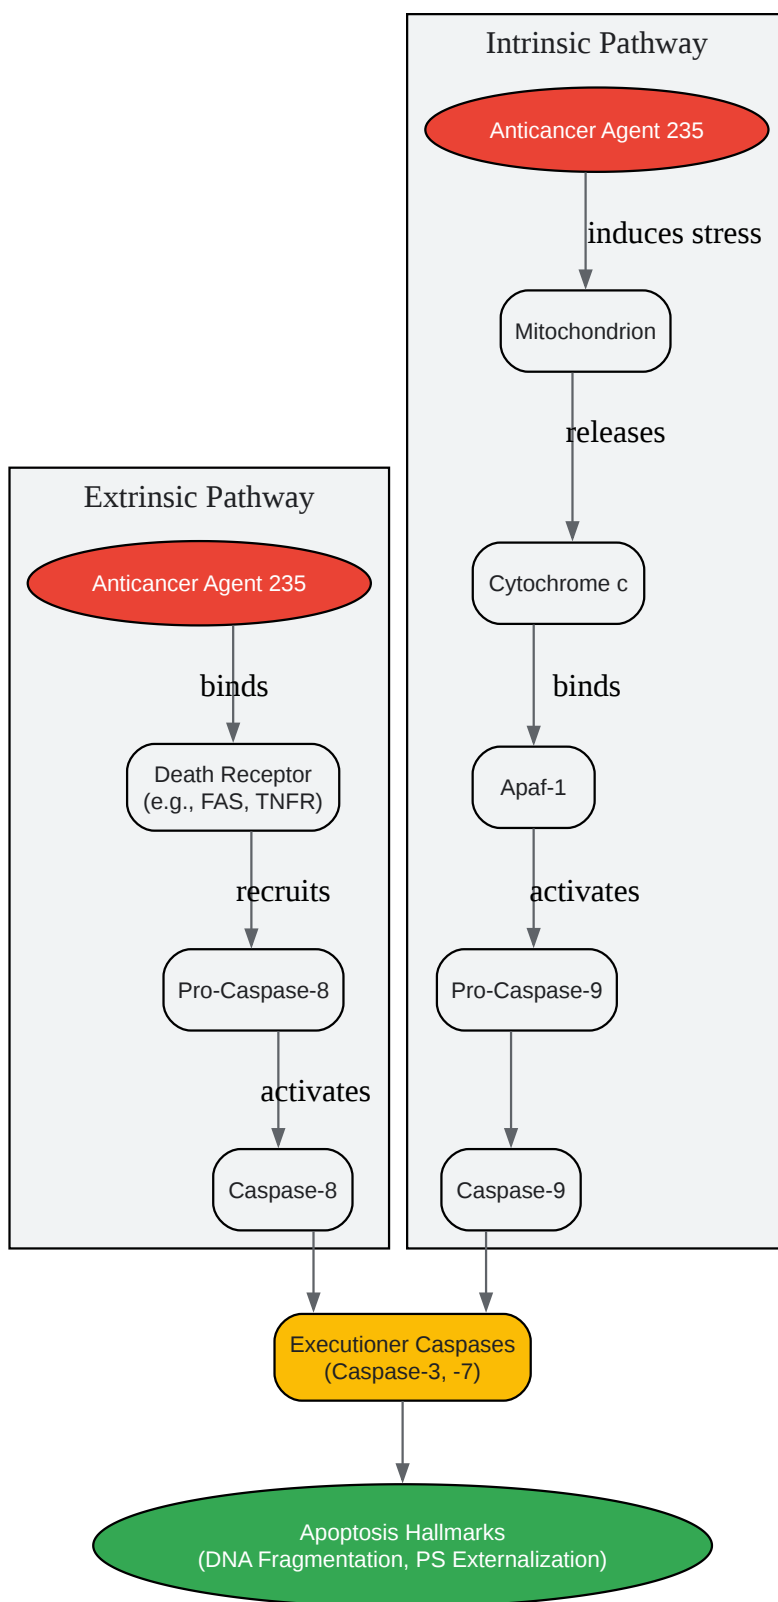 Intrinsic Pathway
Anticancer Agent 235
induces stress
Mitochondrion
releases
Cytochrome c
binds
Apaf-1
activates
Pro-Caspase-9
Caspase-9
Extrinsic Pathway
Anticancer Agent 235
binds
Death Receptor
(e.g., FAS, TNFR)
recruits
Pro-Caspase-8
activates
Caspase-8
Executioner Caspases
(Caspase-3, -7)
Apoptosis Hallmarks
(DNA Fragmentation, PS Externalization)